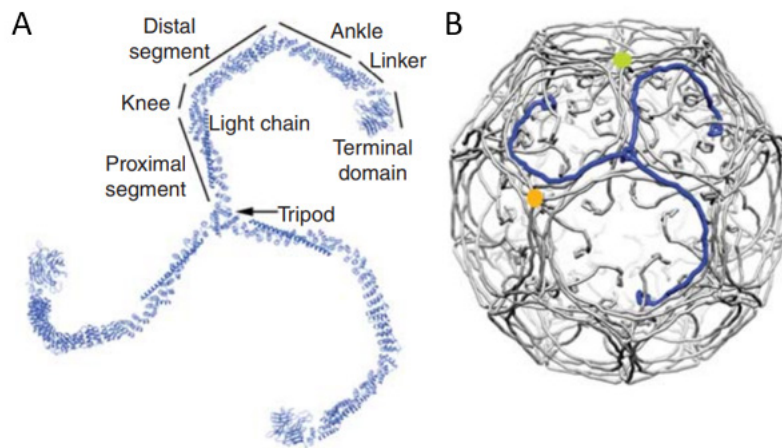 A
B
Distal
segment
Ankle
Linker
Knee
Light chain
Terminal
domain
Proximal
segment
Tripod